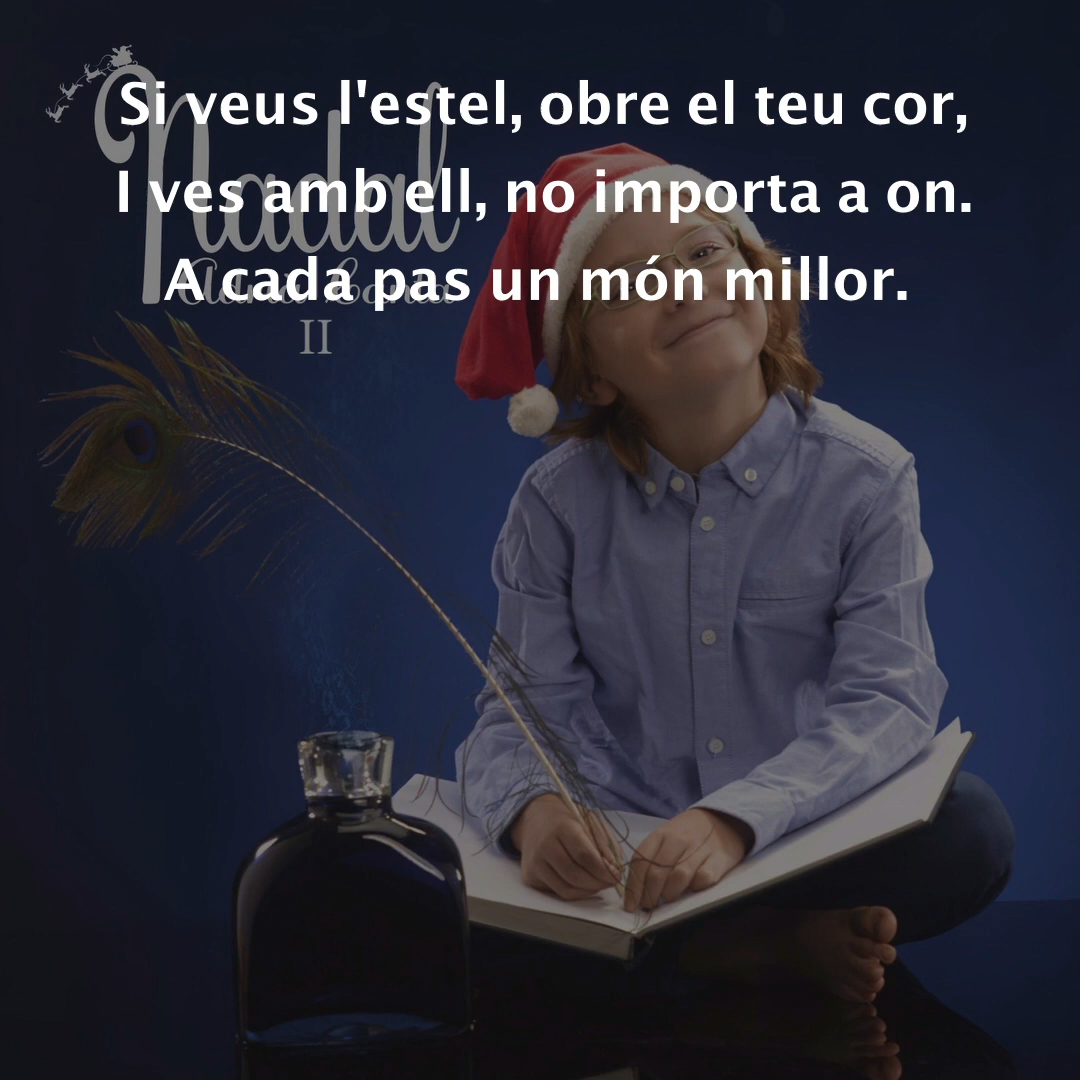 Si veus l'estel, obre el teu cor,
I ves amb ell, no importa a on.
A cada pas un món millor.
Nadal
II